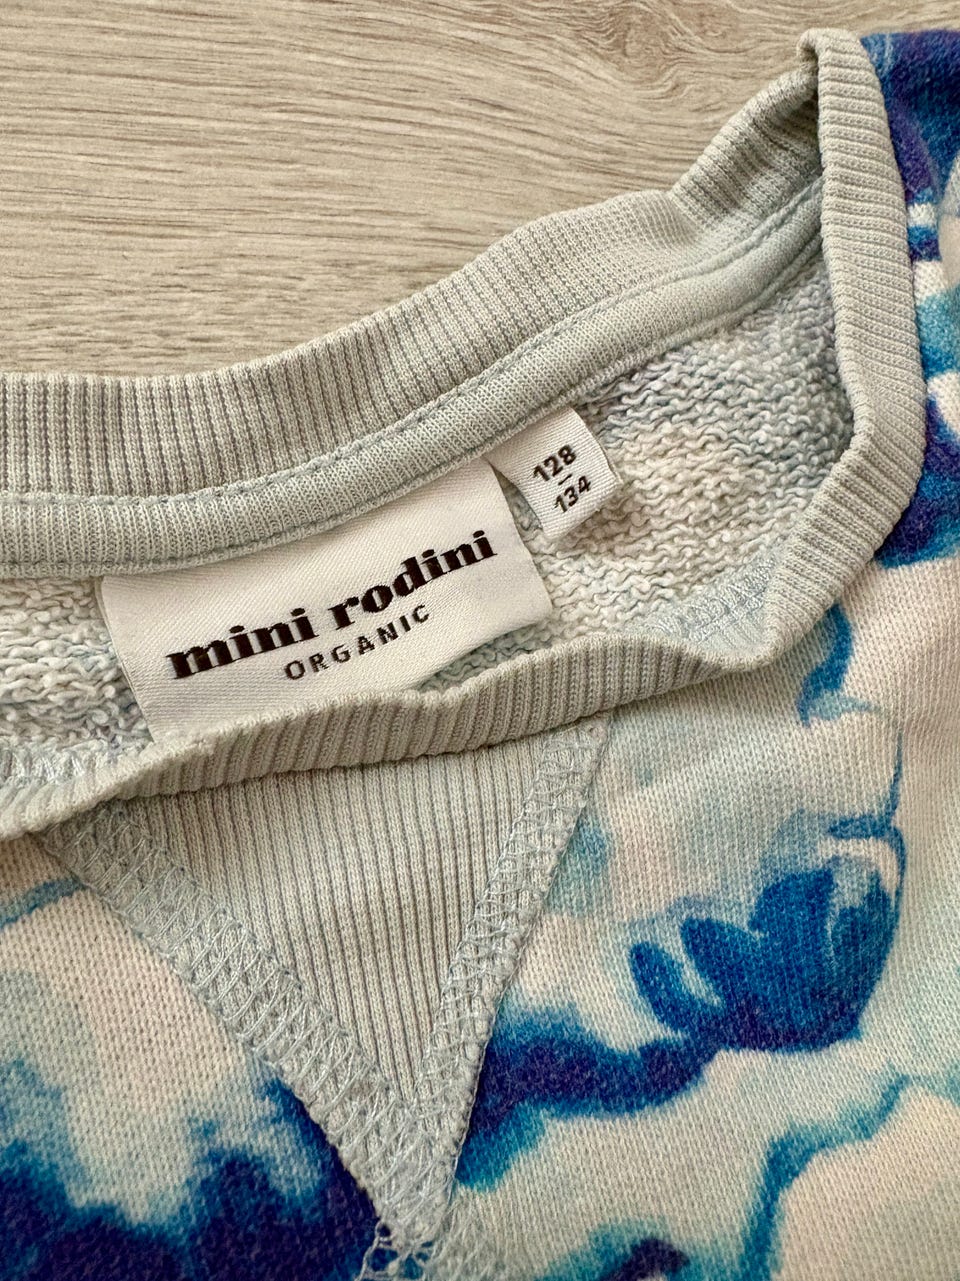 mini rodini
ORGANIC
128
–
134